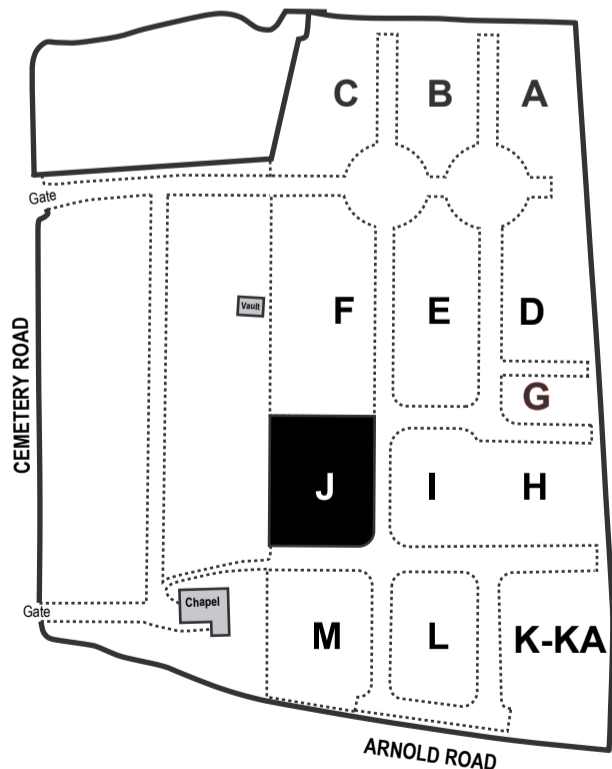 C B A
Gate
Vault
F E D
G
CEMETERY ROAD
J I H
Chapel
Gate
M L K-KA
ARNOLD ROAD